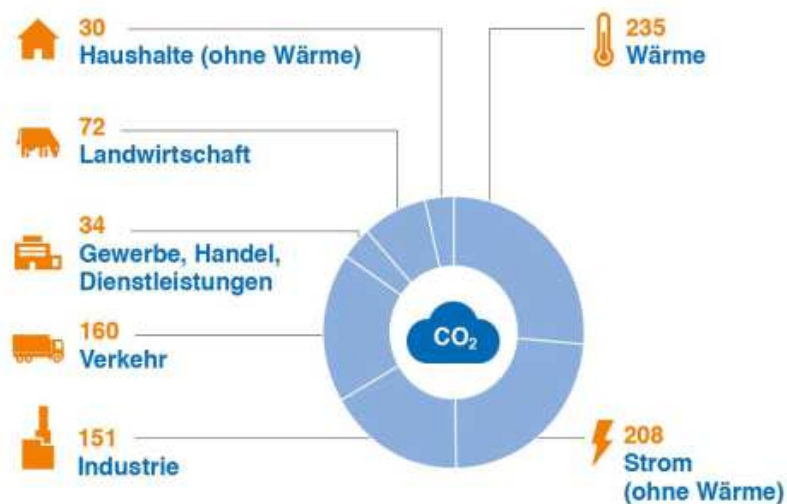 30
Haushalte (ohne Wärme)
72
Landwirtschaft
34
Gewerbe, Handel,
Dienstleistungen
160
Verkehr
151
Industrie
235
Wärme
CO₂
208
Strom
(ohne Wärme)